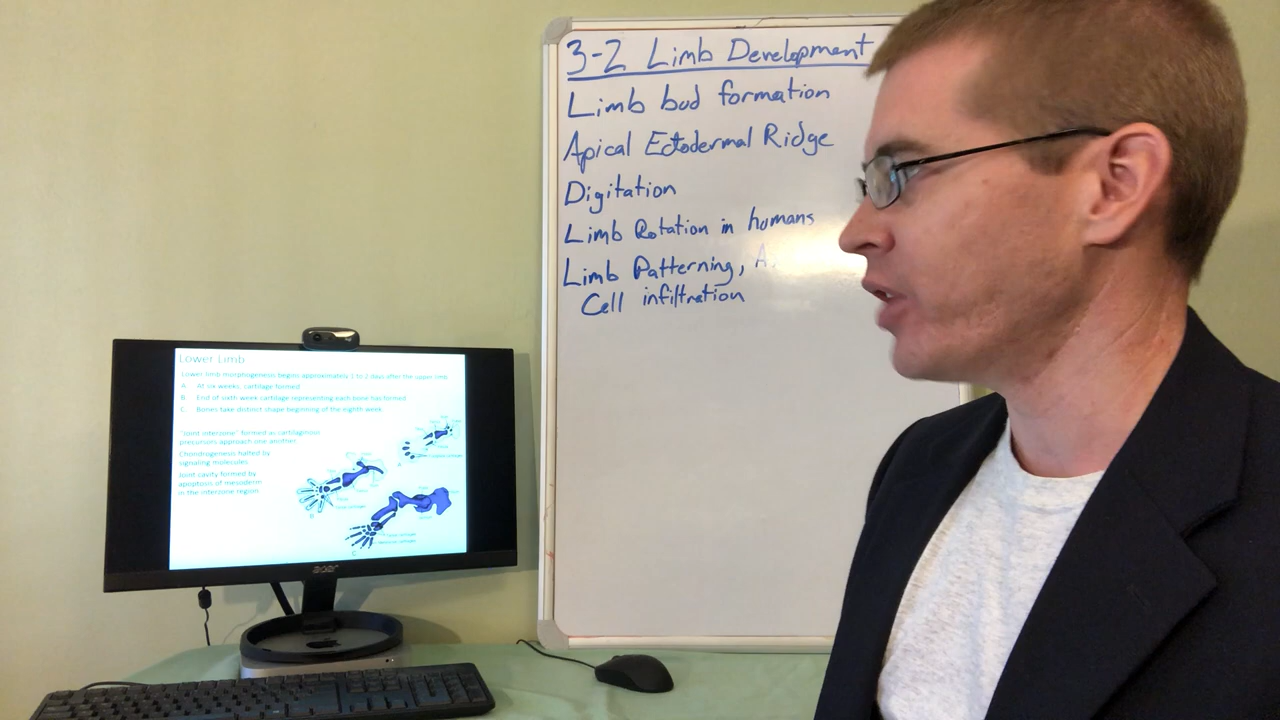 3-2 Limb Development
Limb bud formation
Apical Ectodermal Ridge
Digitation
Limb Rotation in humans
Limb Patterning, A.
Cell infiltration
Lower Limb
Lower limb morphogenesis begins approximately 1 to 2 days after the upper limb
A. At six weeks, cartilage formed
B. End of sixth week cartilage representing each bone has formed
C. Bones take distinct shape beginning of the eighth week
"Joint interzone" formed as cartilaginous
precursors approach one another
Chondrogenesis halted by
signaling molecules
Joint cavity formed by
apoptosis of mesoderm
in the interzone region
A
B
C
acer